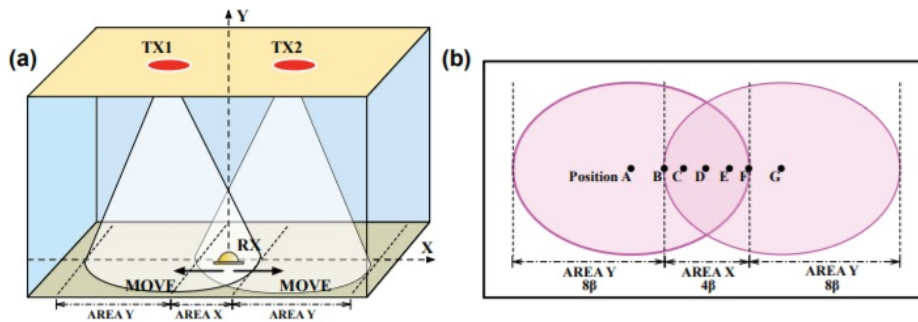 (a)
Y
TX1
TX2
RX
X
MOVE
MOVE
AREA Y
AREA X
AREA Y
(b)
Position A
B
C
D
E
F
G
AREA Y
AREA X
AREA Y
8β
4β
8β